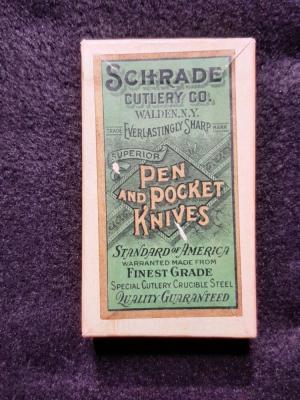 SCHRADE
CUTLERY CO.
WALDEN, N.Y.
TRADE EVERLASTINGLY SHARP MARK
SUPERIOR
PEN
AND POCKET
KNIVES
STANDARD OF AMERICA
WARRANTED MADE FROM
FINEST GRADE
SPECIAL CUTLERY CRUCIBLE STEEL
QUALITY GUARANTEED